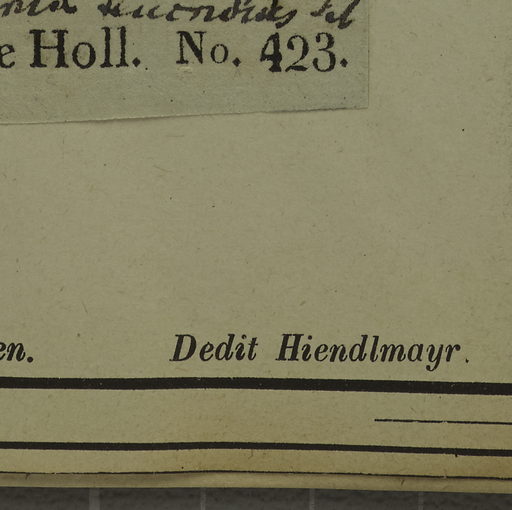 e Holl. No. 423.
en. Dedit Hiendlmayr.